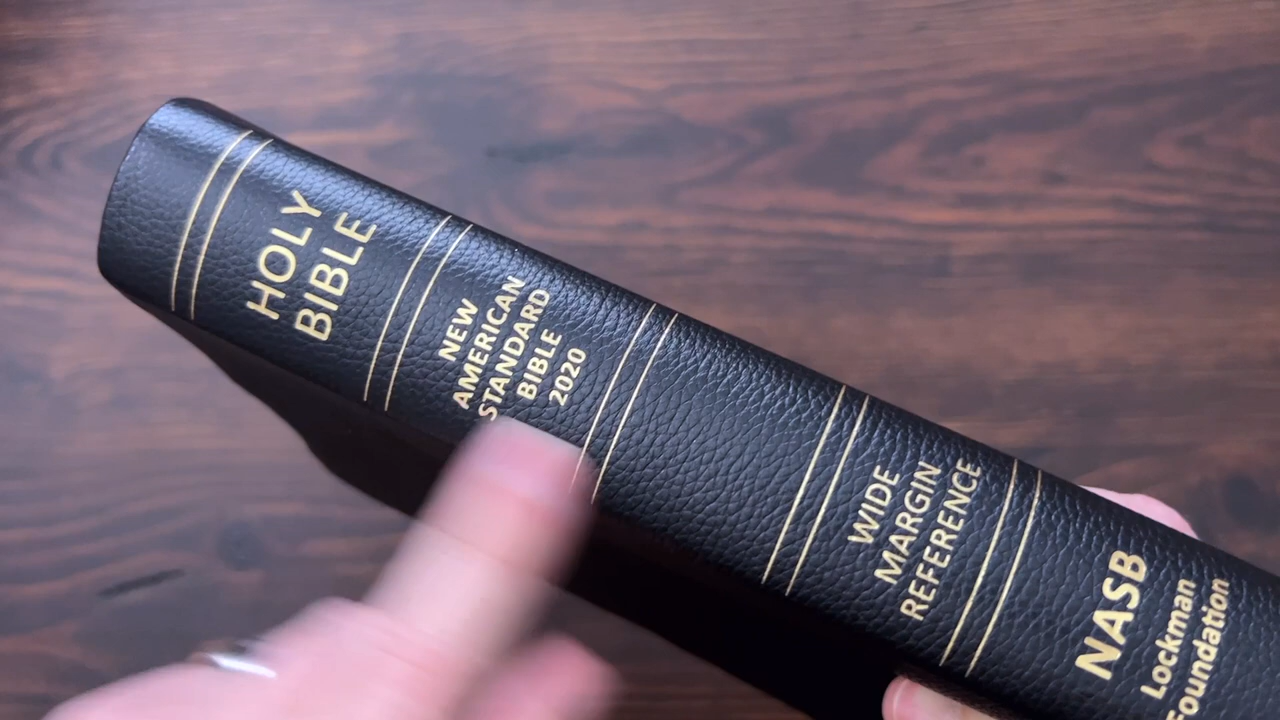 HOLY
BIBLE
NEW
AMERICAN
STANDARD
BIBLE
2020
WIDE
MARGIN
REFERENCE
NASB
Lockman
Foundation